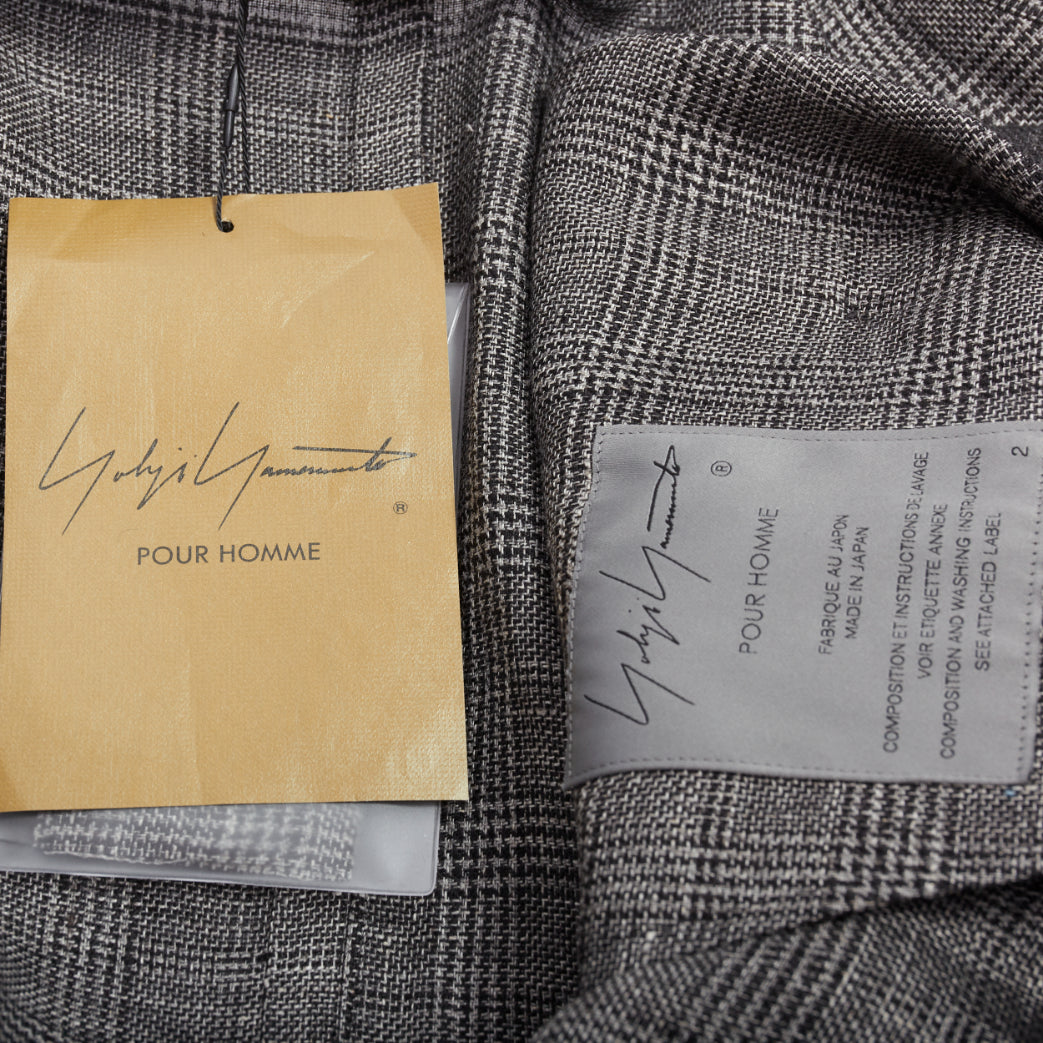 Yohji Yamamoto
®
POUR HOMME
Yohji Yamamoto ®
POUR HOMME
FABRIQUE AU JAPON
MADE IN JAPAN
COMPOSITION ET INSTRUCTIONS DE LAVAGE
VOIR ETIQUETTE ANNEXE
COMPOSITION AND WASHING INSTRUCTIONS
SEE ATTACHED LABEL
2